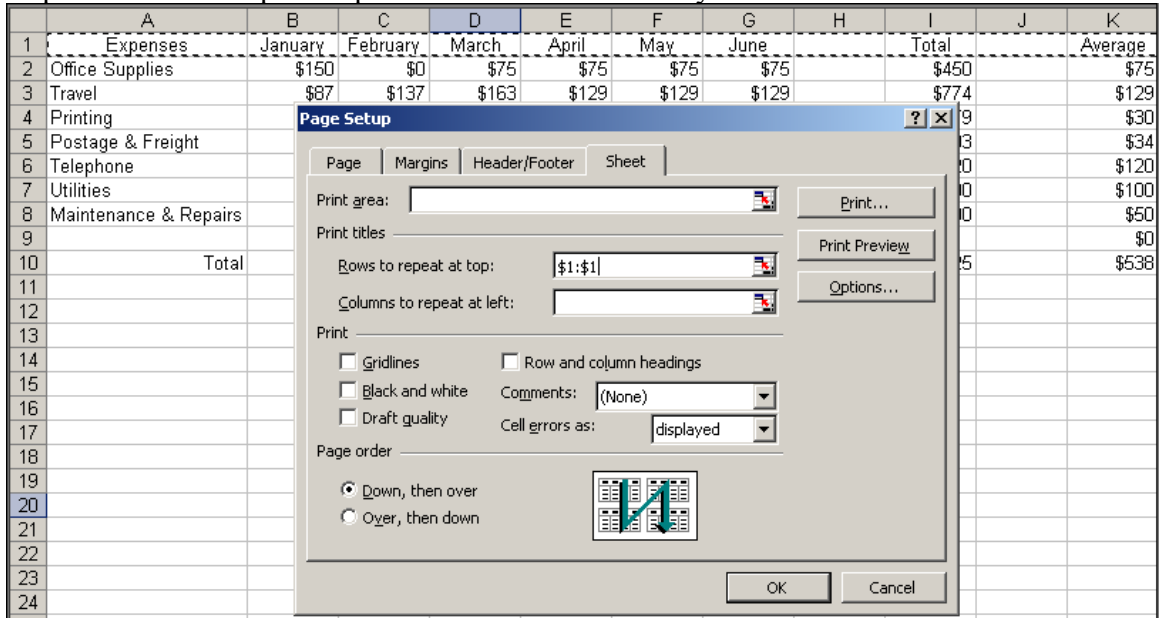 A B C D E F G H I J K
1 Expenses January February March April May June Total Average
2 Office Supplies $150 $0 $75 $75 $75 $75 $450 $75
3 Travel $87 $137 $163 $129 $129 $129 $774 $129
4 Printing Page Setup ? X 79 $30
5 Postage & Freight 03 $34
6 Telephone Page Margins Header/Footer Sheet 20 $120
7 Utilities 00 $100
8 Maintenance & Repairs Print area: Print... 00 $50
9 Print titles Print Preview $0
10 Total Rows to repeat at top: $1:$1 25 $538
11 Options...
12 Columns to repeat at left:
13 Print
14 Gridlines Row and column headings
15 Black and white Comments: (None)
16
17 Draft quality Cell errors as: displayed
18 Page order
19
20 Down, then over
21 Over, then down
22
23 OK Cancel
24